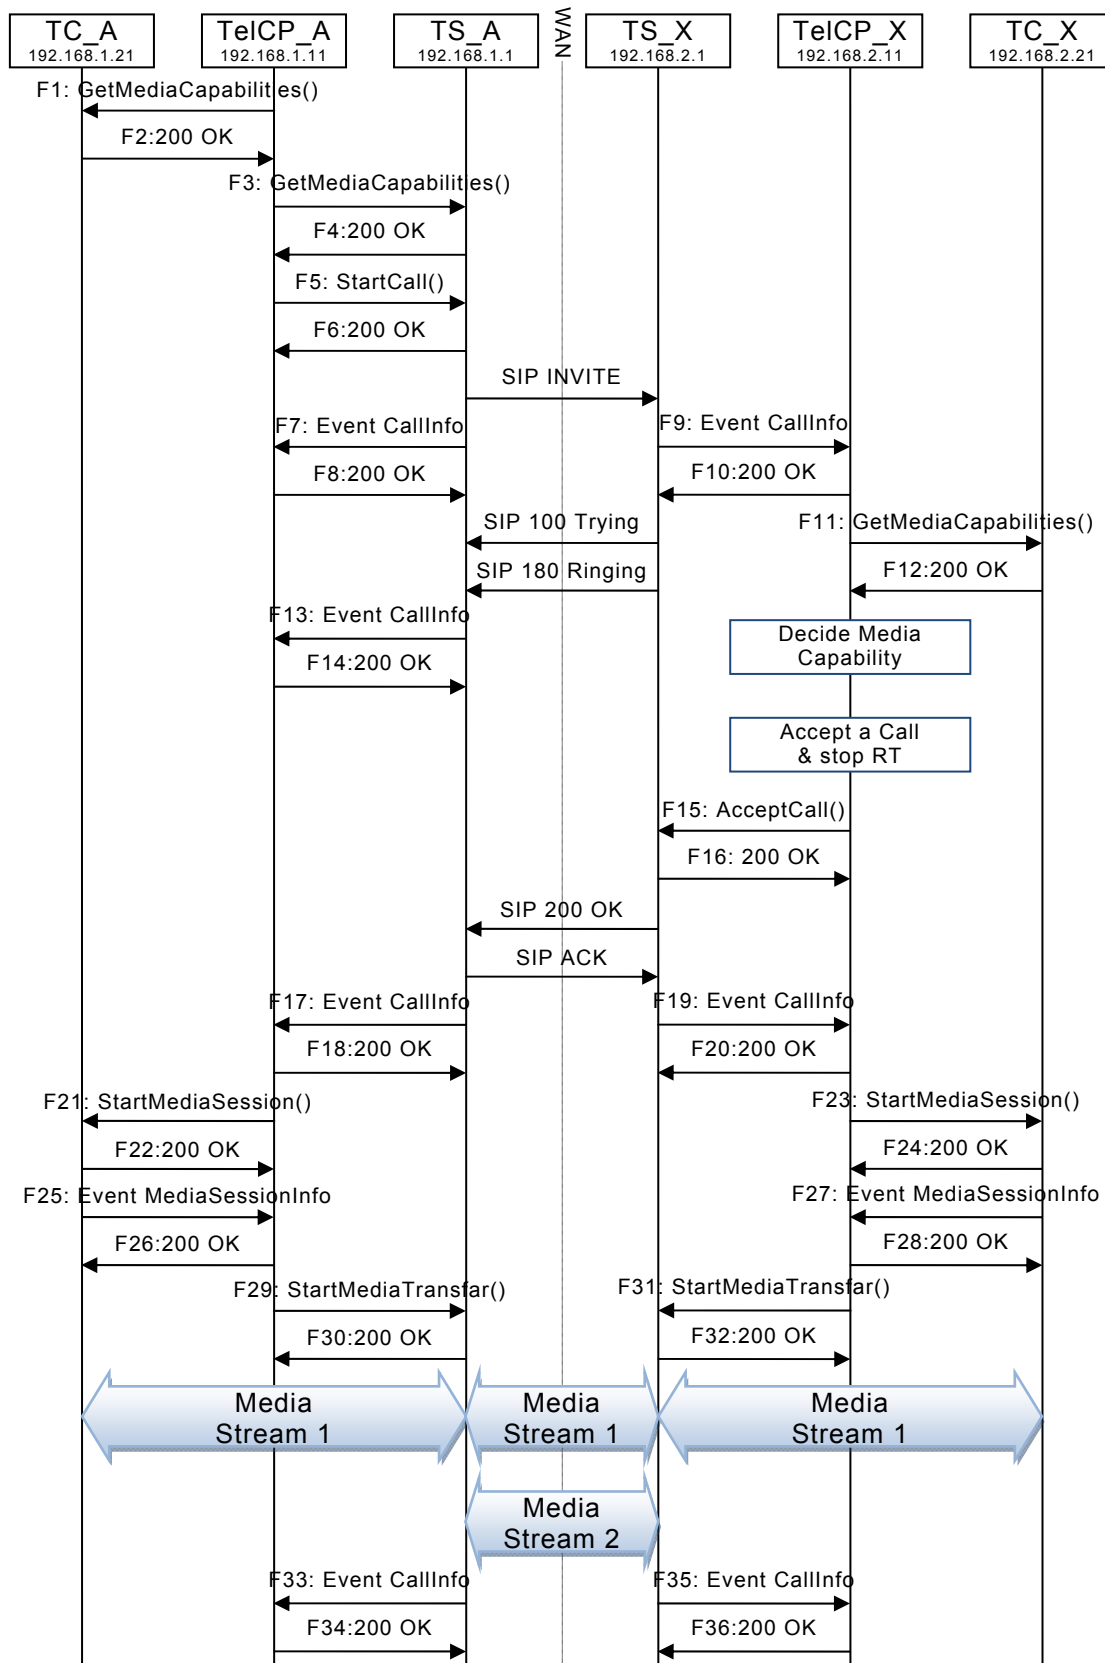 TC_A
192.168.1.21
TelCP_A
192.168.1.11
TS_A
192.168.1.1
WAN
TS_X
192.168.2.1
TelCP_X
192.168.2.11
TC_X
192.168.2.21
F1: GetMediaCapabilities()
F2:200 OK
F3: GetMediaCapabilities()
F4:200 OK
F5: StartCall()
F6:200 OK
SIP INVITE
F7: Event CallInfo
F9: Event CallInfo
F8:200 OK
F10:200 OK
SIP 100 Trying
F11: GetMediaCapabilities()
SIP 180 Ringing
F12:200 OK
F13: Event CallInfo
Decide Media
Capability
F14:200 OK
Accept a Call
& stop RT
F15: AcceptCall()
F16: 200 OK
SIP 200 OK
SIP ACK
F17: Event CallInfo
F19: Event CallInfo
F18:200 OK
F20:200 OK
F21: StartMediaSession()
F23: StartMediaSession()
F22:200 OK
F24:200 OK
F25: Event MediaSessionInfo
F27: Event MediaSessionInfo
F26:200 OK
F28:200 OK
F29: StartMediaTransfar()
F31: StartMediaTransfar()
F30:200 OK
F32:200 OK
Media
Stream 1
Media
Stream 1
Media
Stream 1
Media
Stream 2
F33: Event CallInfo
F35: Event CallInfo
F34:200 OK
F36:200 OK